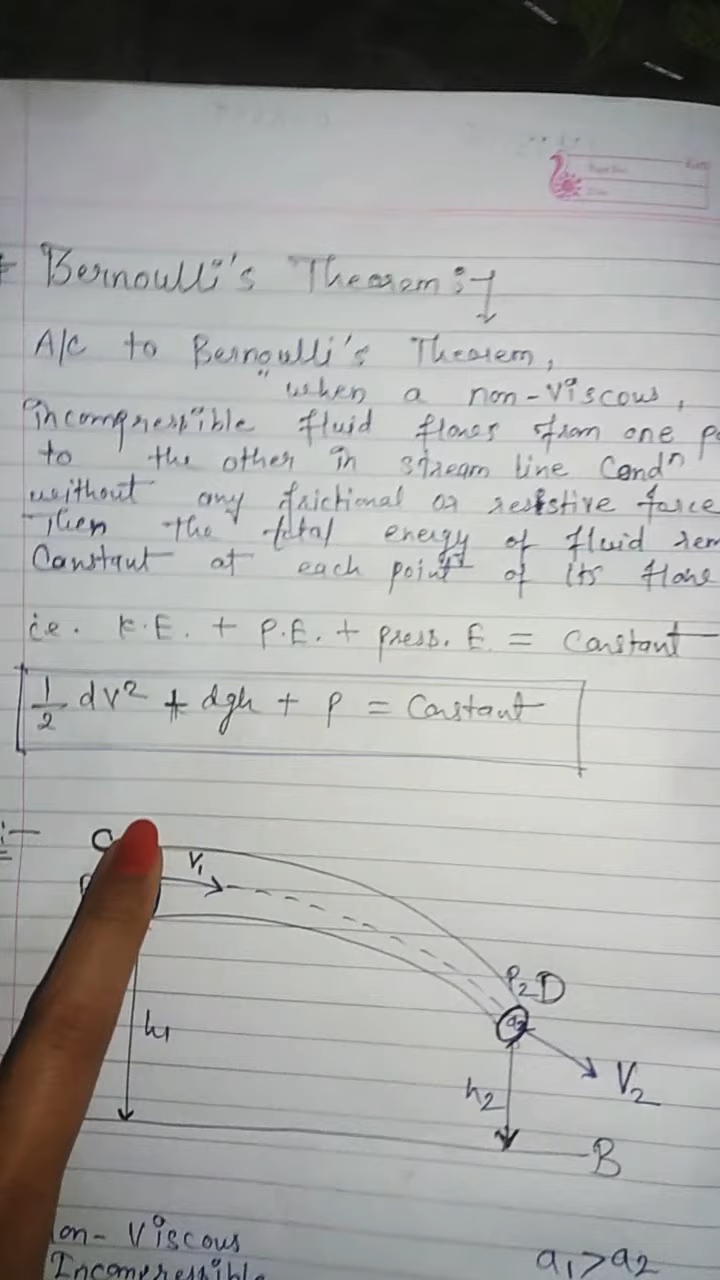 Bernoulli's Theorem :-
A/C to Bernoulli's Theorem,
"when a non-viscous,
incompressible fluid flows from one
to the other in stream line Condⁿ
without any frictional or resistive force
Then the total energy of fluid
Constant at each point of its flow
i.e. K.E. + P.E. + press. E. = Constant
1/2 dv² + dgh + P = Constant
C
V₁
P₂ D
a₂
h₁
h₂
V₂
B
on- Viscous
Incompressible
a₁>a₂